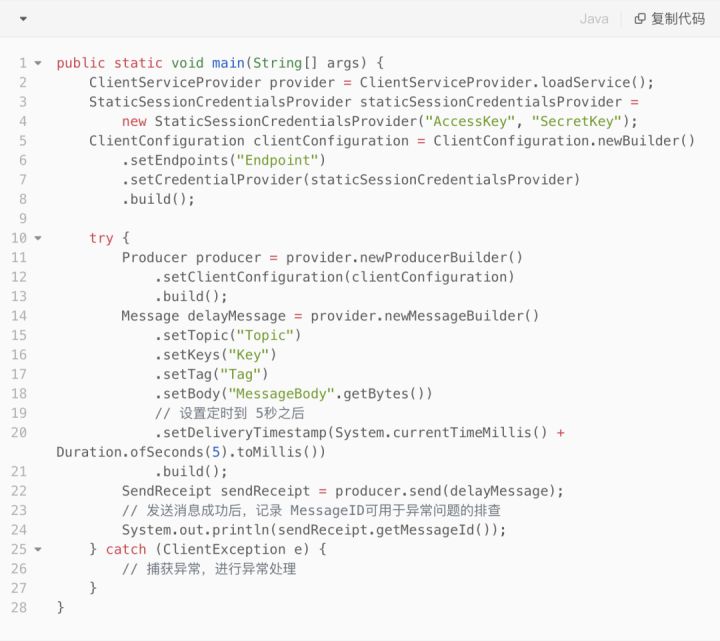 Java 复制代码
1 public static void main(String[] args) {
2 ClientServiceProvider provider = ClientServiceProvider.loadService();
3 StaticSessionCredentialsProvider staticSessionCredentialsProvider =
4 new StaticSessionCredentialsProvider("AccessKey", "SecretKey");
5 ClientConfiguration clientConfiguration = ClientConfiguration.newBuilder()
6 .setEndpoints("Endpoint")
7 .setCredentialProvider(staticSessionCredentialsProvider)
8 .build();
9
10 try {
11 Producer producer = provider.newProducerBuilder()
12 .setClientConfiguration(clientConfiguration)
13 .build();
14 Message delayMessage = provider.newMessageBuilder()
15 .setTopic("Topic")
16 .setKeys("Key")
17 .setTag("Tag")
18 .setBody("MessageBody".getBytes())
19 // 设置定时到 5秒之后
20 .setDeliveryTimestamp(System.currentTimeMillis() +
Duration.ofSeconds(5).toMillis())
21 .build();
22 SendReceipt sendReceipt = producer.send(delayMessage);
23 // 发送消息成功后，记录 MessageID可用于异常问题的排查
24 System.out.println(sendReceipt.getMessageId());
25 } catch (ClientException e) {
26 // 捕获异常，进行异常处理
27 }
28 }